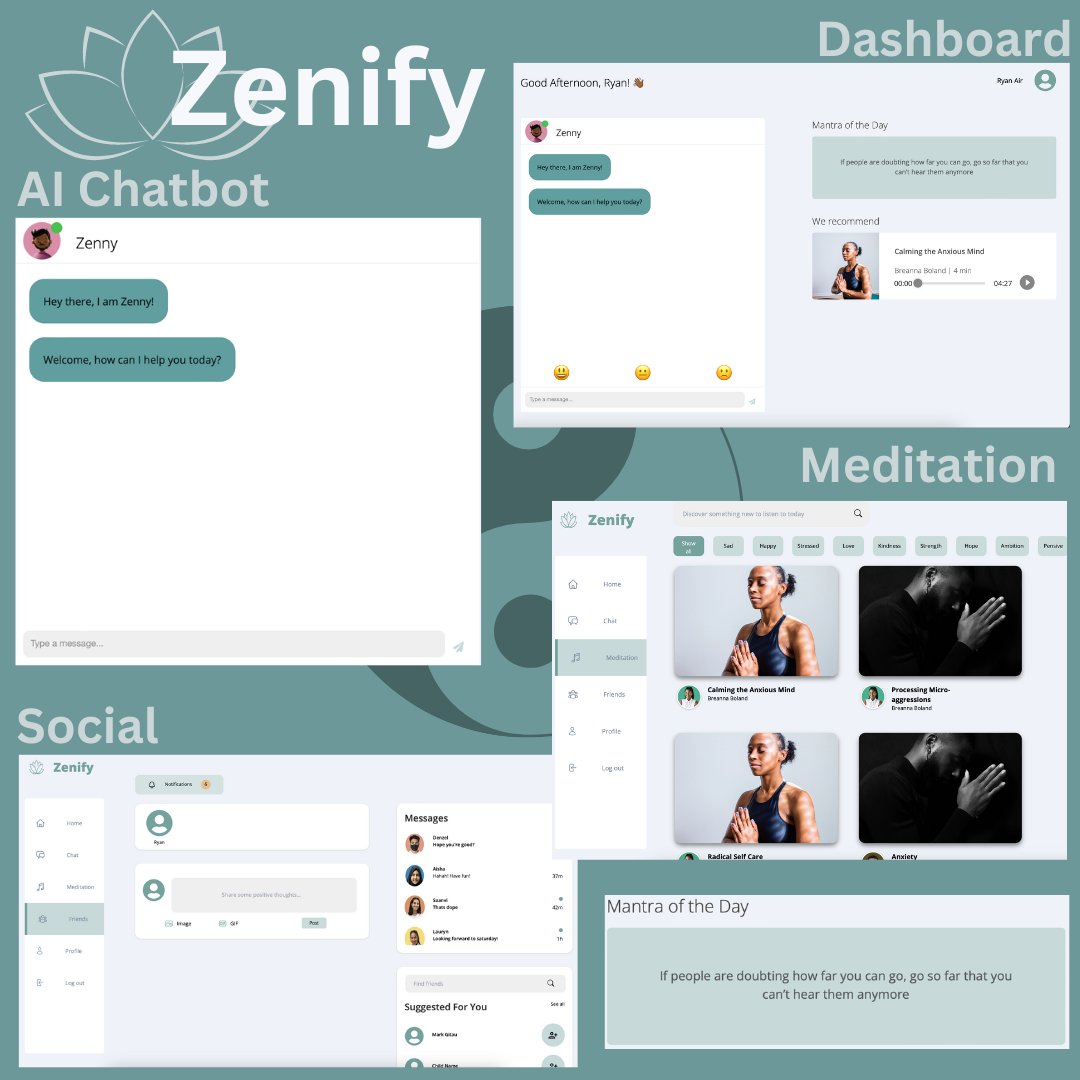 Zenify
AI Chatbot
Zenny
Hey there, I am Zenny!
Welcome, how can I help you today?
Type a message...
Dashboard
Good Afternoon, Ryan! 👋🏾
Ryan Air
Zenny
Hey there, I am Zenny!
Welcome, how can I help you today?
😃 😐 🙁
Type a message...
Mantra of the Day
If people are doubting how far you can go, go so far that you
can't hear them anymore
We recommend
Calming the Anxious Mind
Breanna Boland | 4 min
00:00 04:27
Meditation
Zenify
Home
Chat
Meditation
Friends
Profile
Log out
Discover something new to listen to today
Show
all
Sad
Happy
Stressed
Love
Kindness
Strength
Hope
Ambition
Pensive
Calming the Anxious Mind
Breanna Boland
Processing Micro-
aggressions
Breanna Boland
Radical Self Care
Anxiety
Social
Zenify
Home
Chat
Meditation
Friends
Profile
Log out
Notifications
Ryan
Share some positive thoughts...
Image
GIF
Post
Messages
Denzel
Hope you're good?
Aisha
Hahah! Have fun!
37m
Saanvi
Thats dope
42m
Lauryn
Looking forward to saturday!
1h
Find friends
Suggested For You
See all
Mark Gitau
Child Name
Mantra of the Day
If people are doubting how far you can go, go so far that you
can't hear them anymore